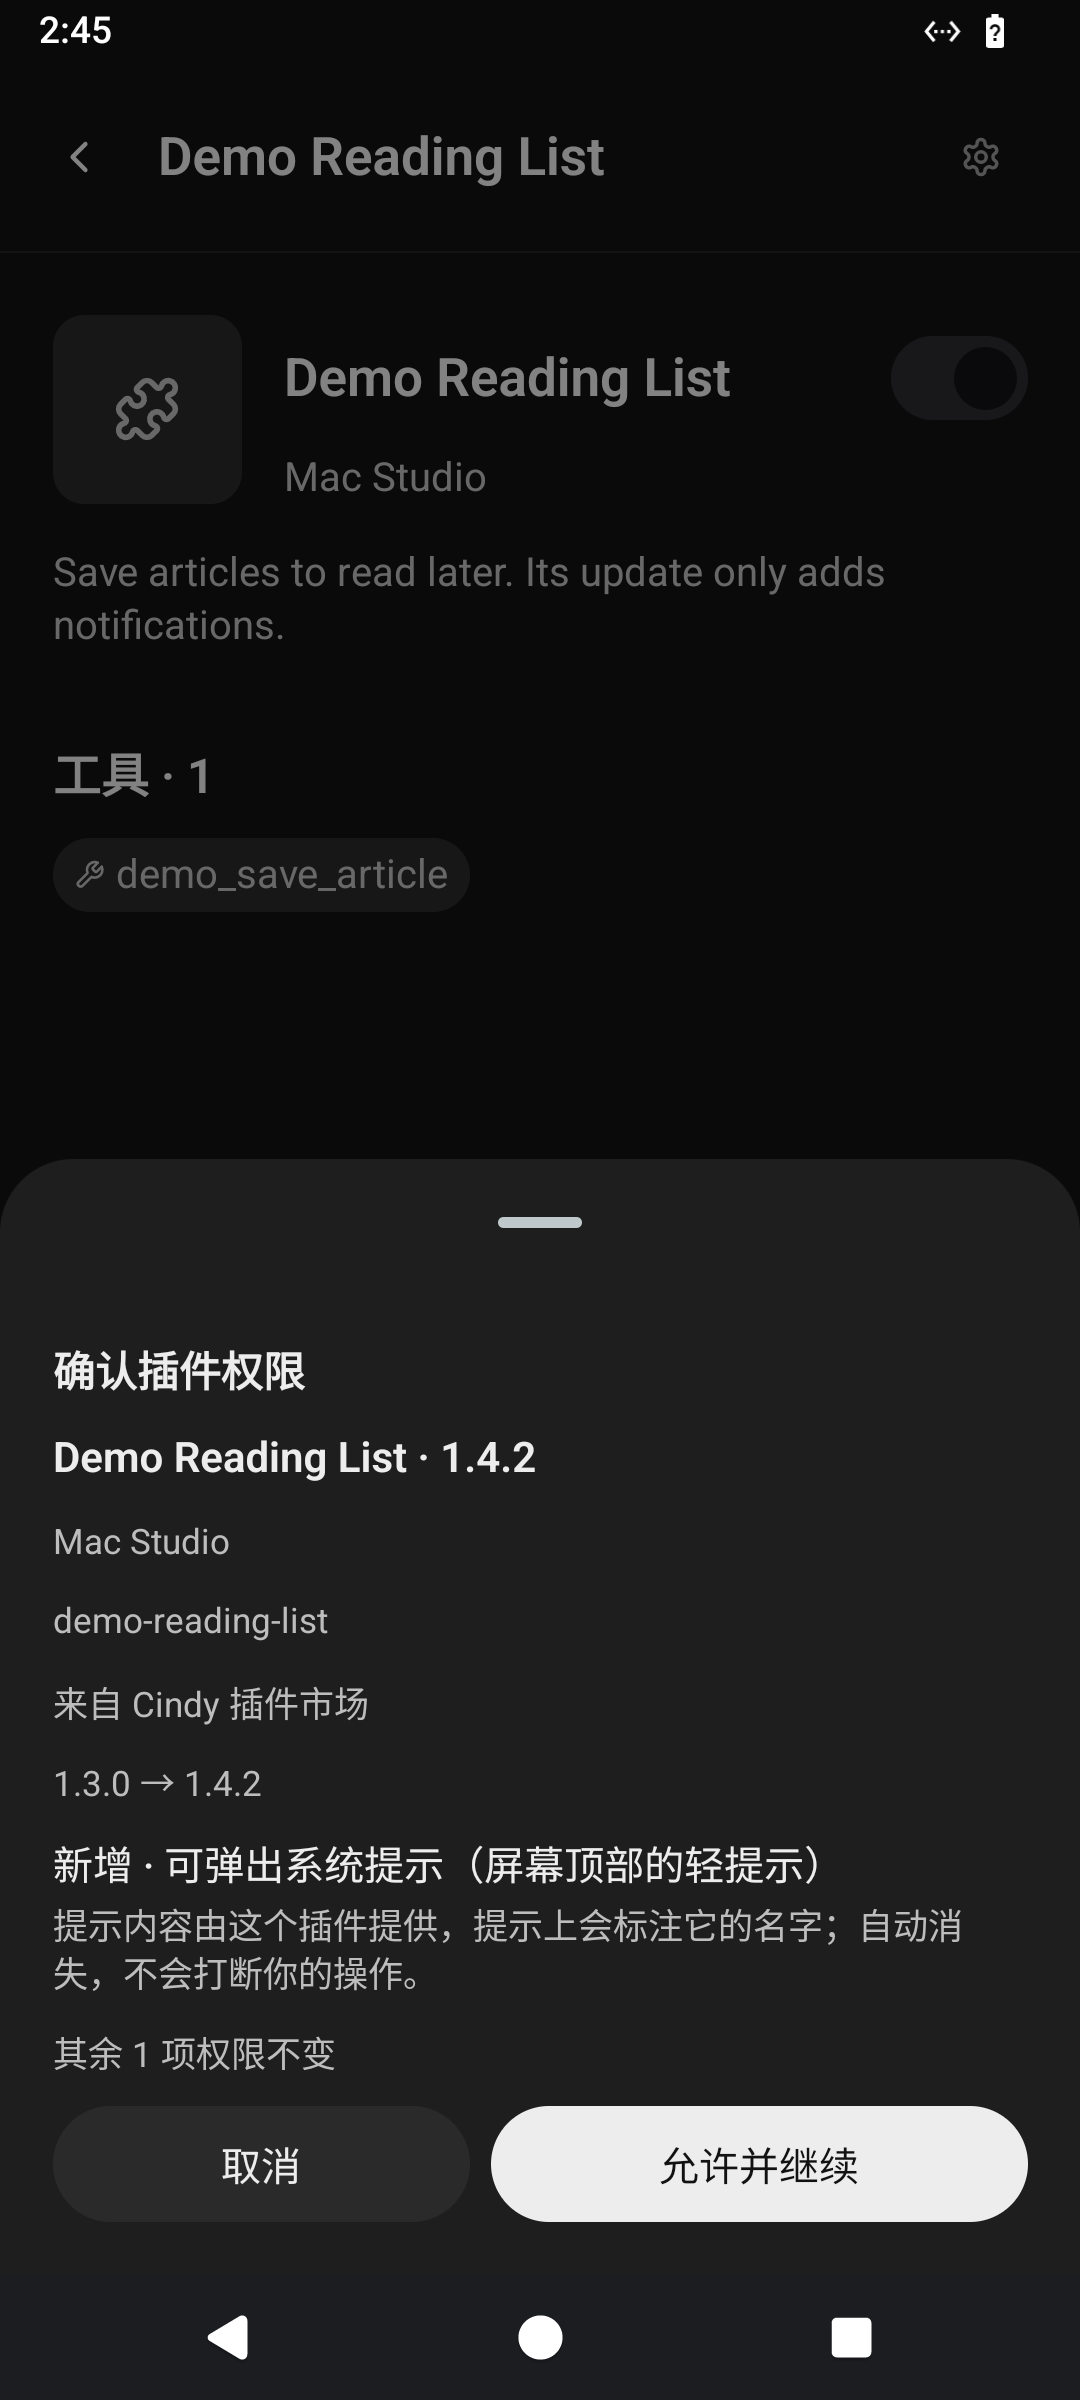 2:45
Demo Reading List
Demo Reading List
Mac Studio
Save articles to read later. Its update only adds
notifications.
工具 · 1
demo_save_article
确认插件权限
Demo Reading List · 1.4.2
Mac Studio
demo-reading-list
来自 Cindy 插件市场
1.3.0 → 1.4.2
新增 · 可弹出系统提示（屏幕顶部的轻提示）
提示内容由这个插件提供，提示上会标注它的名字；自动消
失，不会打断你的操作。
其余 1 项权限不变
取消
允许并继续